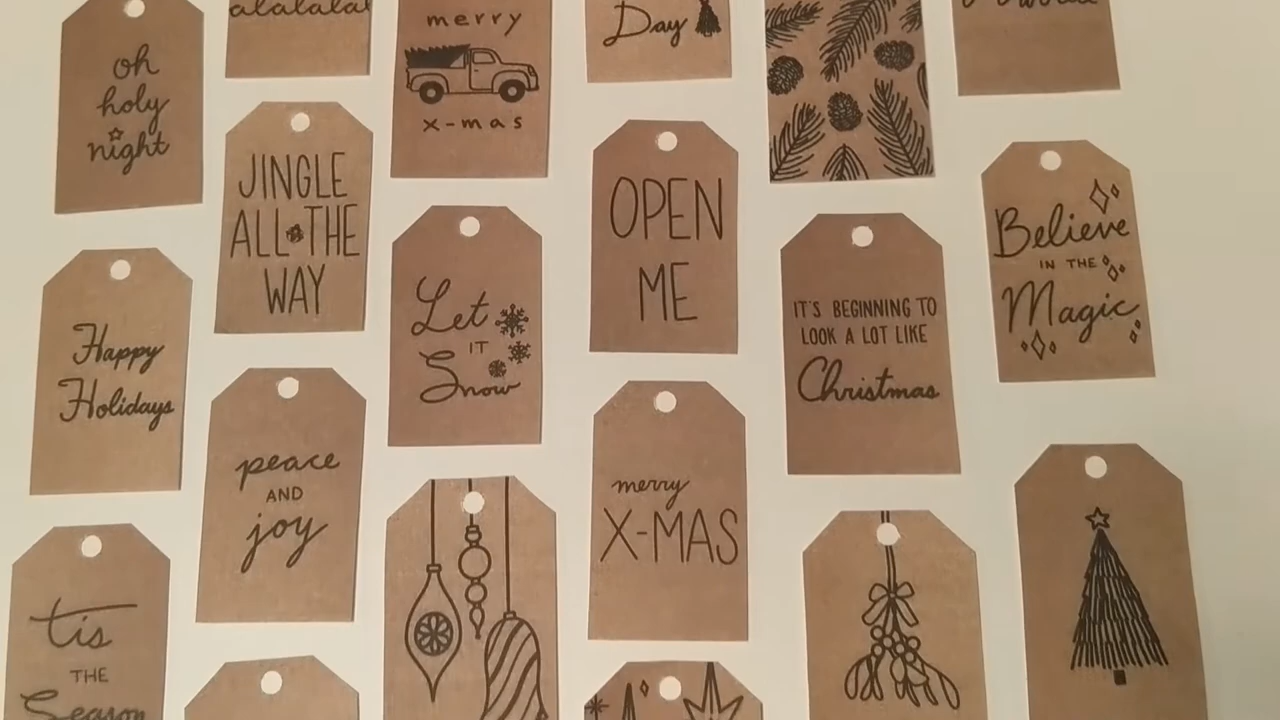 oh
holy
night
alalalal
merry
x-mas
Day
JINGLE
ALL THE
WAY
OPEN
ME
Believe
IN THE
Magic
Happy
Holidays
Let
IT
Snow
IT'S BEGINNING TO
LOOK A LOT LIKE
Christmas
peace
AND
joy
merry
X-MAS
tis
THE
Season